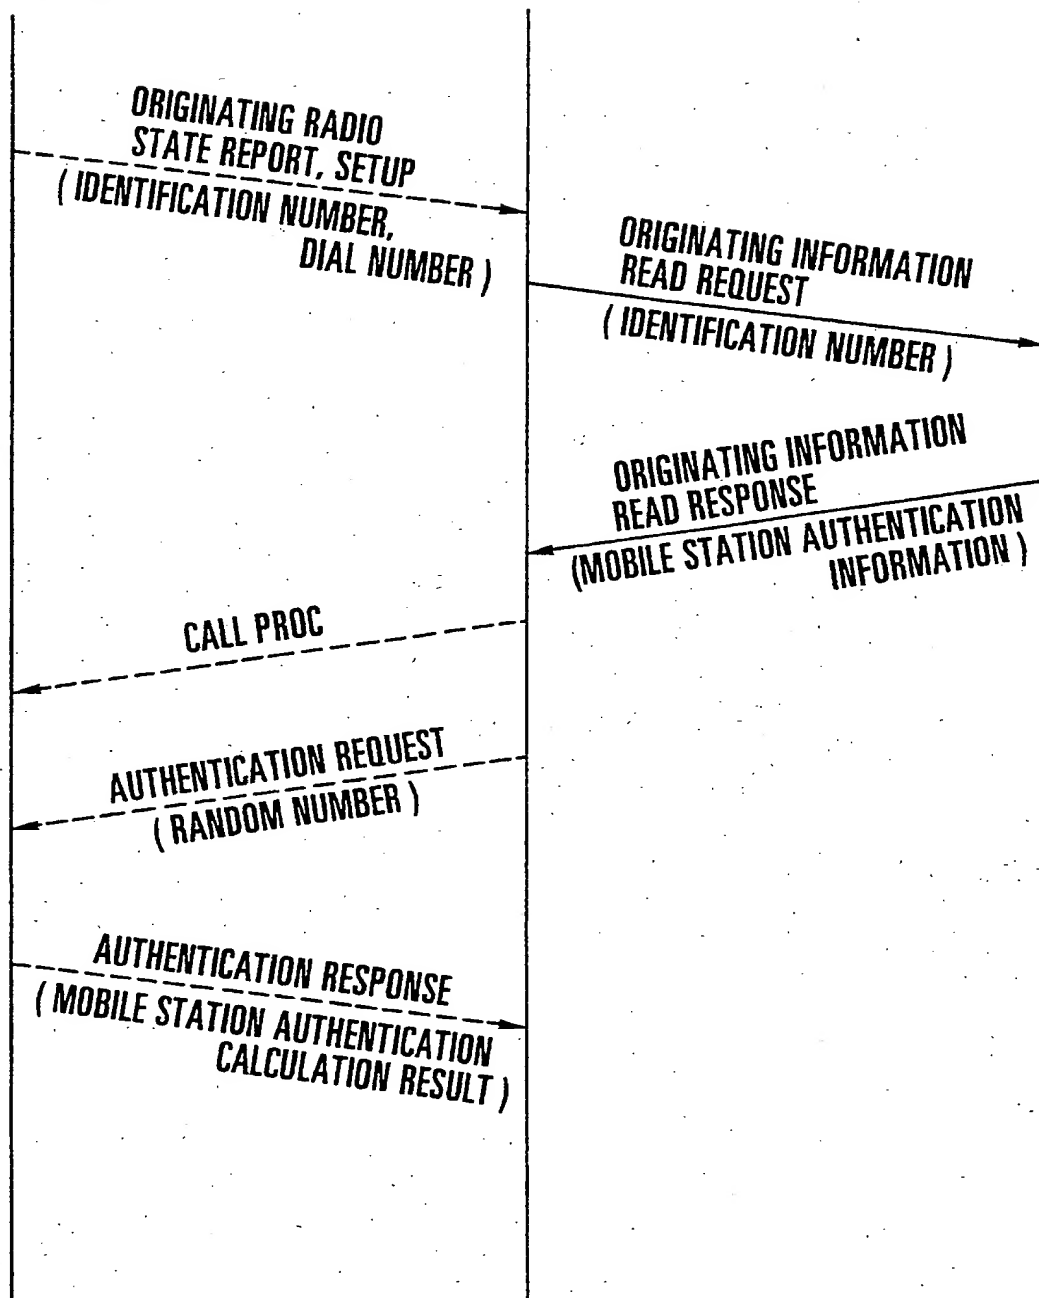 ORIGINATING RADIO
STATE REPORT, SETUP
( IDENTIFICATION NUMBER,
DIAL NUMBER )
ORIGINATING INFORMATION
READ REQUEST
( IDENTIFICATION NUMBER )
ORIGINATING INFORMATION
READ RESPONSE
(MOBILE STATION AUTHENTICATION
INFORMATION )
CALL PROC
AUTHENTICATION REQUEST
( RANDOM NUMBER )
AUTHENTICATION RESPONSE
( MOBILE STATION AUTHENTICATION
CALCULATION RESULT )